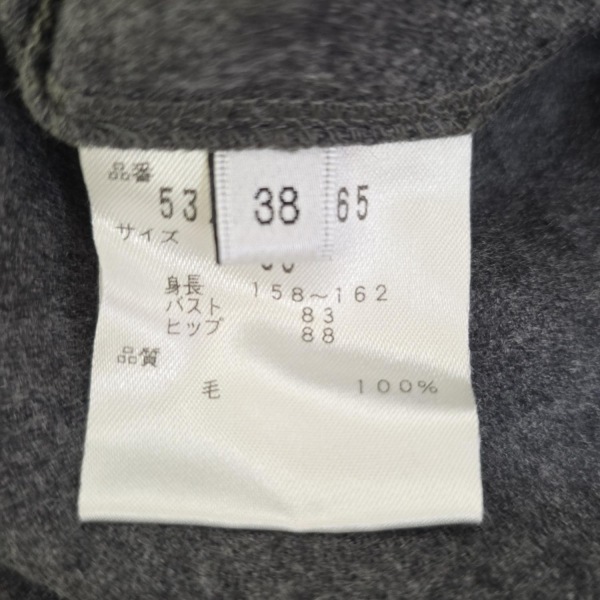 品番
53
38
65
サイズ
身長 158～162
バスト 83
ヒップ 88
品質
毛 100%